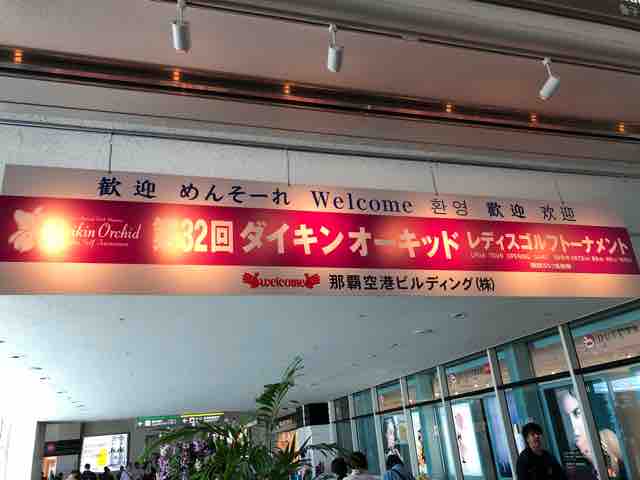 歓迎 めんそーれ Welcome 환영 歡迎 欢迎
Daikin Orchid 第32回 ダイキンオーキッド レディスゴルフトーナメント
welcome 那覇空港ビルディング(株)